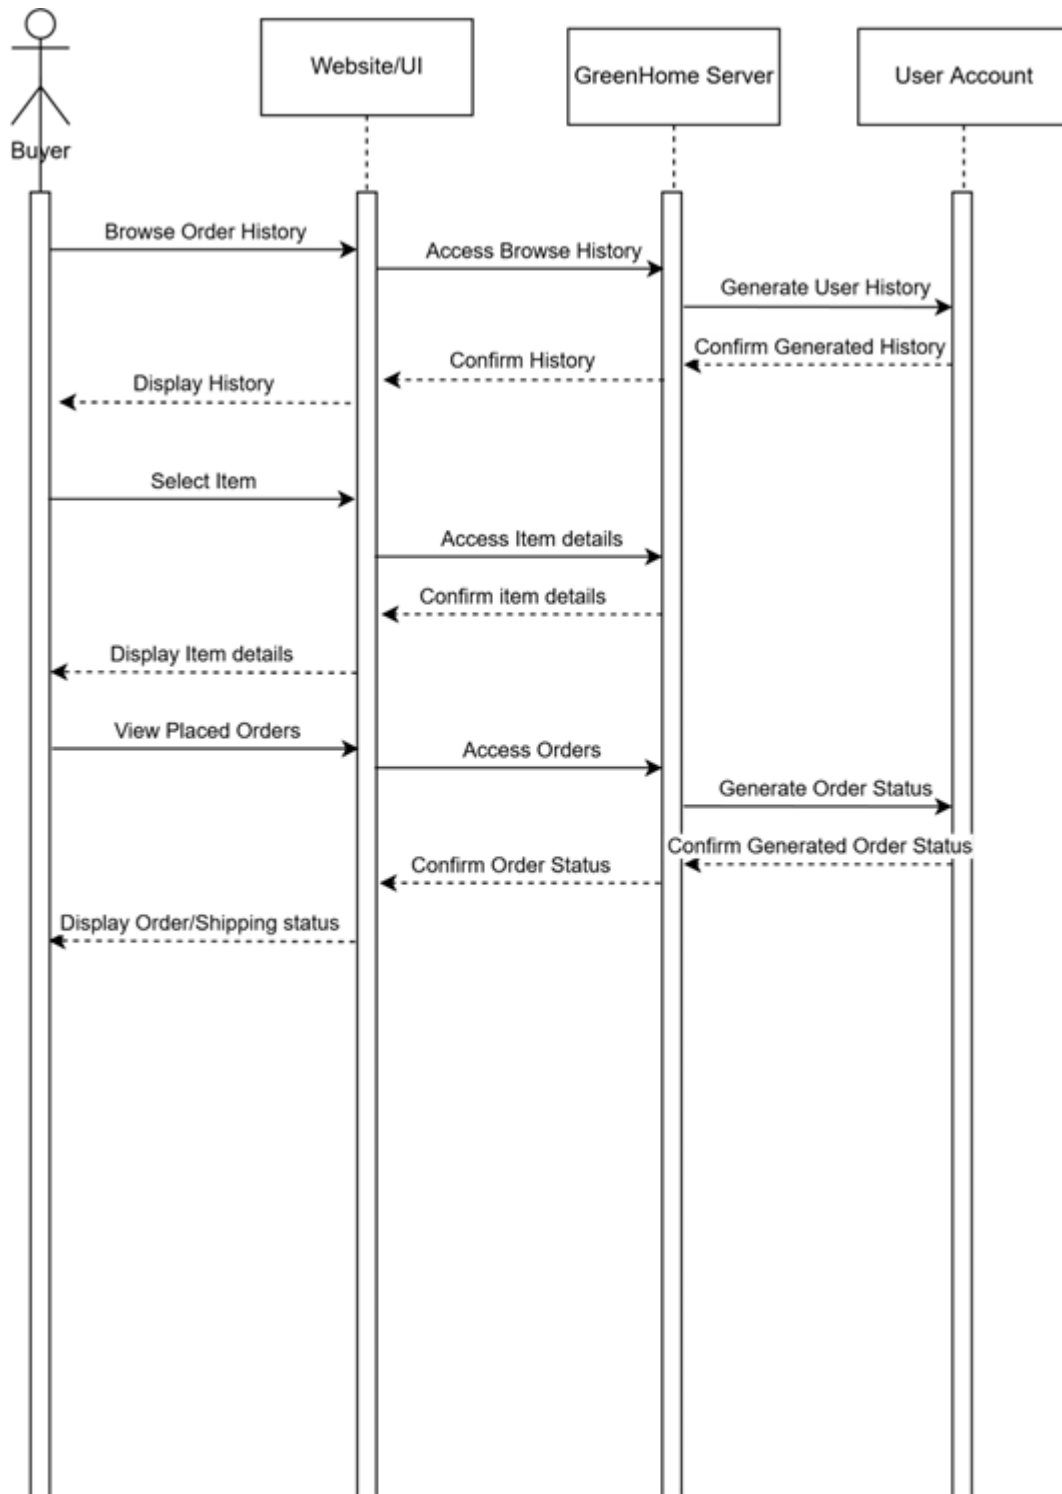 Buyer
Website/UI
GreenHome Server
User Account
Browse Order History
Access Browse History
Generate User History
Confirm Generated History
Confirm History
Display History
Select Item
Access Item details
Confirm item details
Display Item details
View Placed Orders
Access Orders
Generate Order Status
Confirm Generated Order Status
Confirm Order Status
Display Order/Shipping status